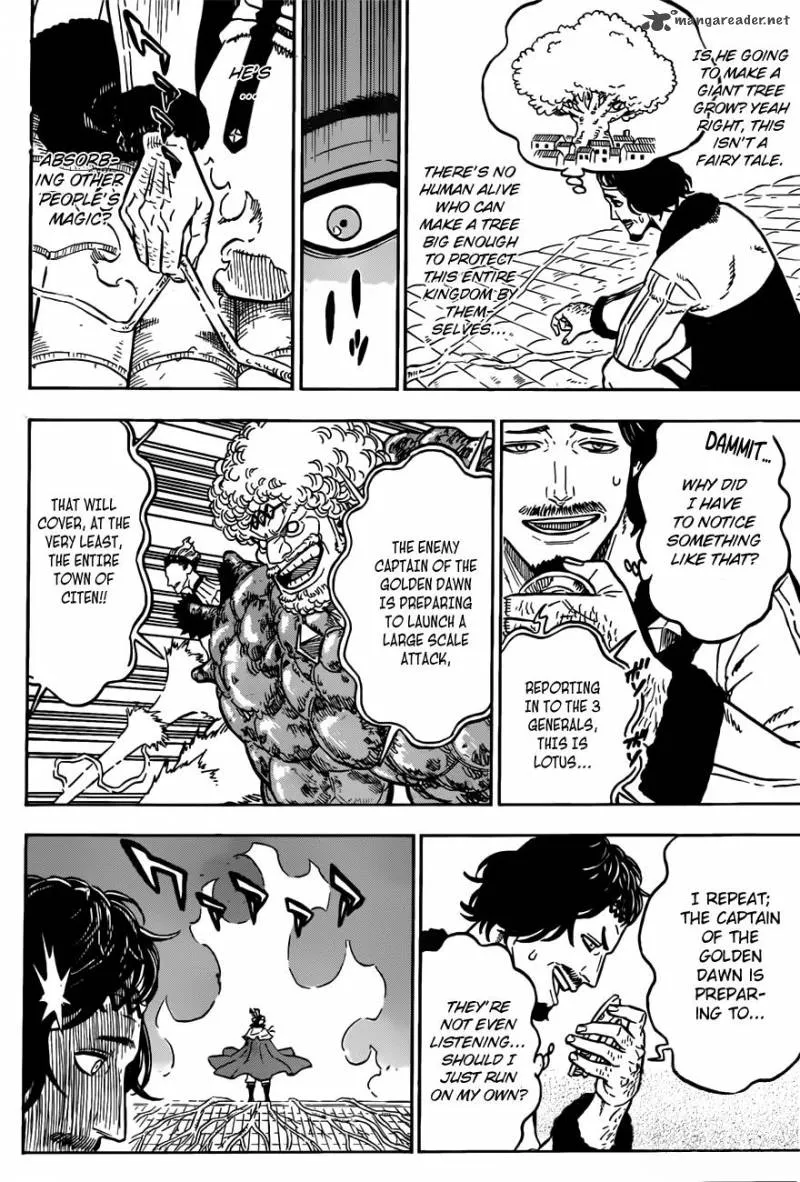 mangareader.net
IS HE GOING
TO MAKE A
GIANT TREE
GROW? YEAH
RIGHT, THIS
ISN'T A
FAIRY TALE.
THERE'S NO
HUMAN ALIVE
WHO CAN
MAKE A TREE
BIG ENOUGH
TO PROTECT
THIS ENTIRE
KINGDOM BY
THEM-
SELVES...
HE'S
...
ABSORB-
ING OTHER
PEOPLE'S
MAGIC?
DAMMIT...
WHY DID
I HAVE
TO NOTICE
SOMETHING
LIKE THAT?
REPORTING
IN TO THE 3
GENERALS,
THIS IS
LOTUS...
THE ENEMY
CAPTAIN OF THE
GOLDEN DAWN
IS PREPARING
TO LAUNCH A
LARGE SCALE
ATTACK,
THAT WILL
COVER, AT THE
VERY LEAST,
THE ENTIRE
TOWN OF
CITEN!!
I REPEAT;
THE CAPTAIN
OF THE
GOLDEN
DAWN IS
PREPAR-
ING TO...
THEY'RE
NOT EVEN
LISTENING...
SHOULD I
JUST RUN
ON MY OWN?